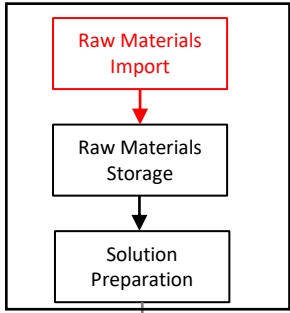 Raw Materials
Import
Raw Materials
Storage
Solution
Preparation